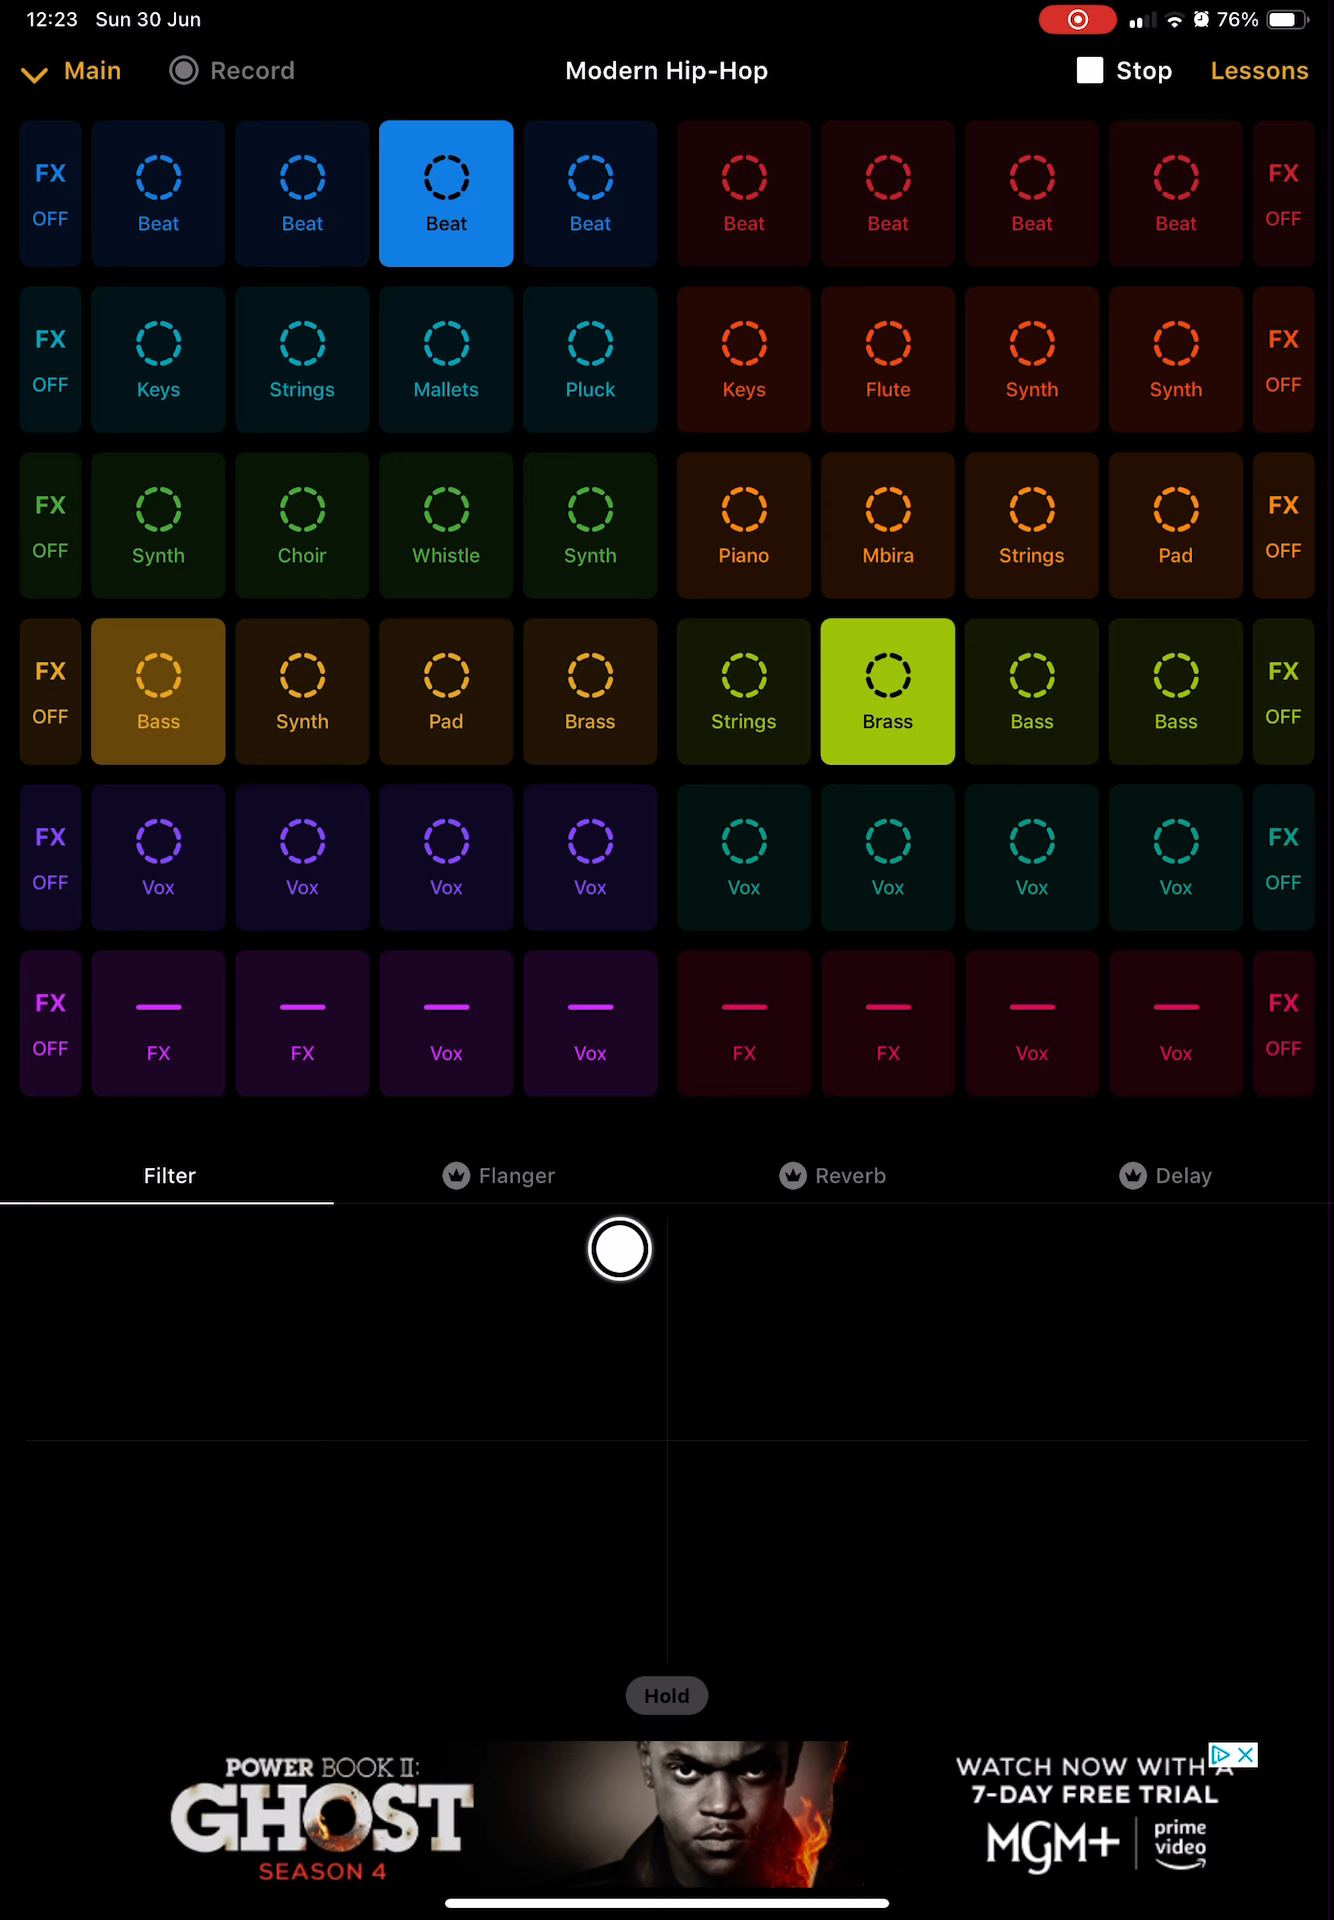 12:23 Sun 30 Jun 76%
Main Record Modern Hip-Hop Stop Lessons
FX Beat Beat Beat Beat Beat Beat Beat Beat FX
OFF OFF
FX Keys Strings Mallets Pluck Keys Flute Synth Synth FX
OFF OFF
FX Synth Choir Whistle Synth Piano Mbira Strings Pad FX
OFF OFF
FX Bass Synth Pad Brass Strings Brass Bass Bass FX
OFF OFF
FX Vox Vox Vox Vox Vox Vox Vox Vox FX
OFF OFF
FX FX FX Vox Vox FX FX Vox Vox FX
OFF OFF
Filter Flanger Reverb Delay
Hold
POWER BOOK II:
GHOST
SEASON 4
WATCH NOW WITH A
7-DAY FREE TRIAL
MGM+ prime video